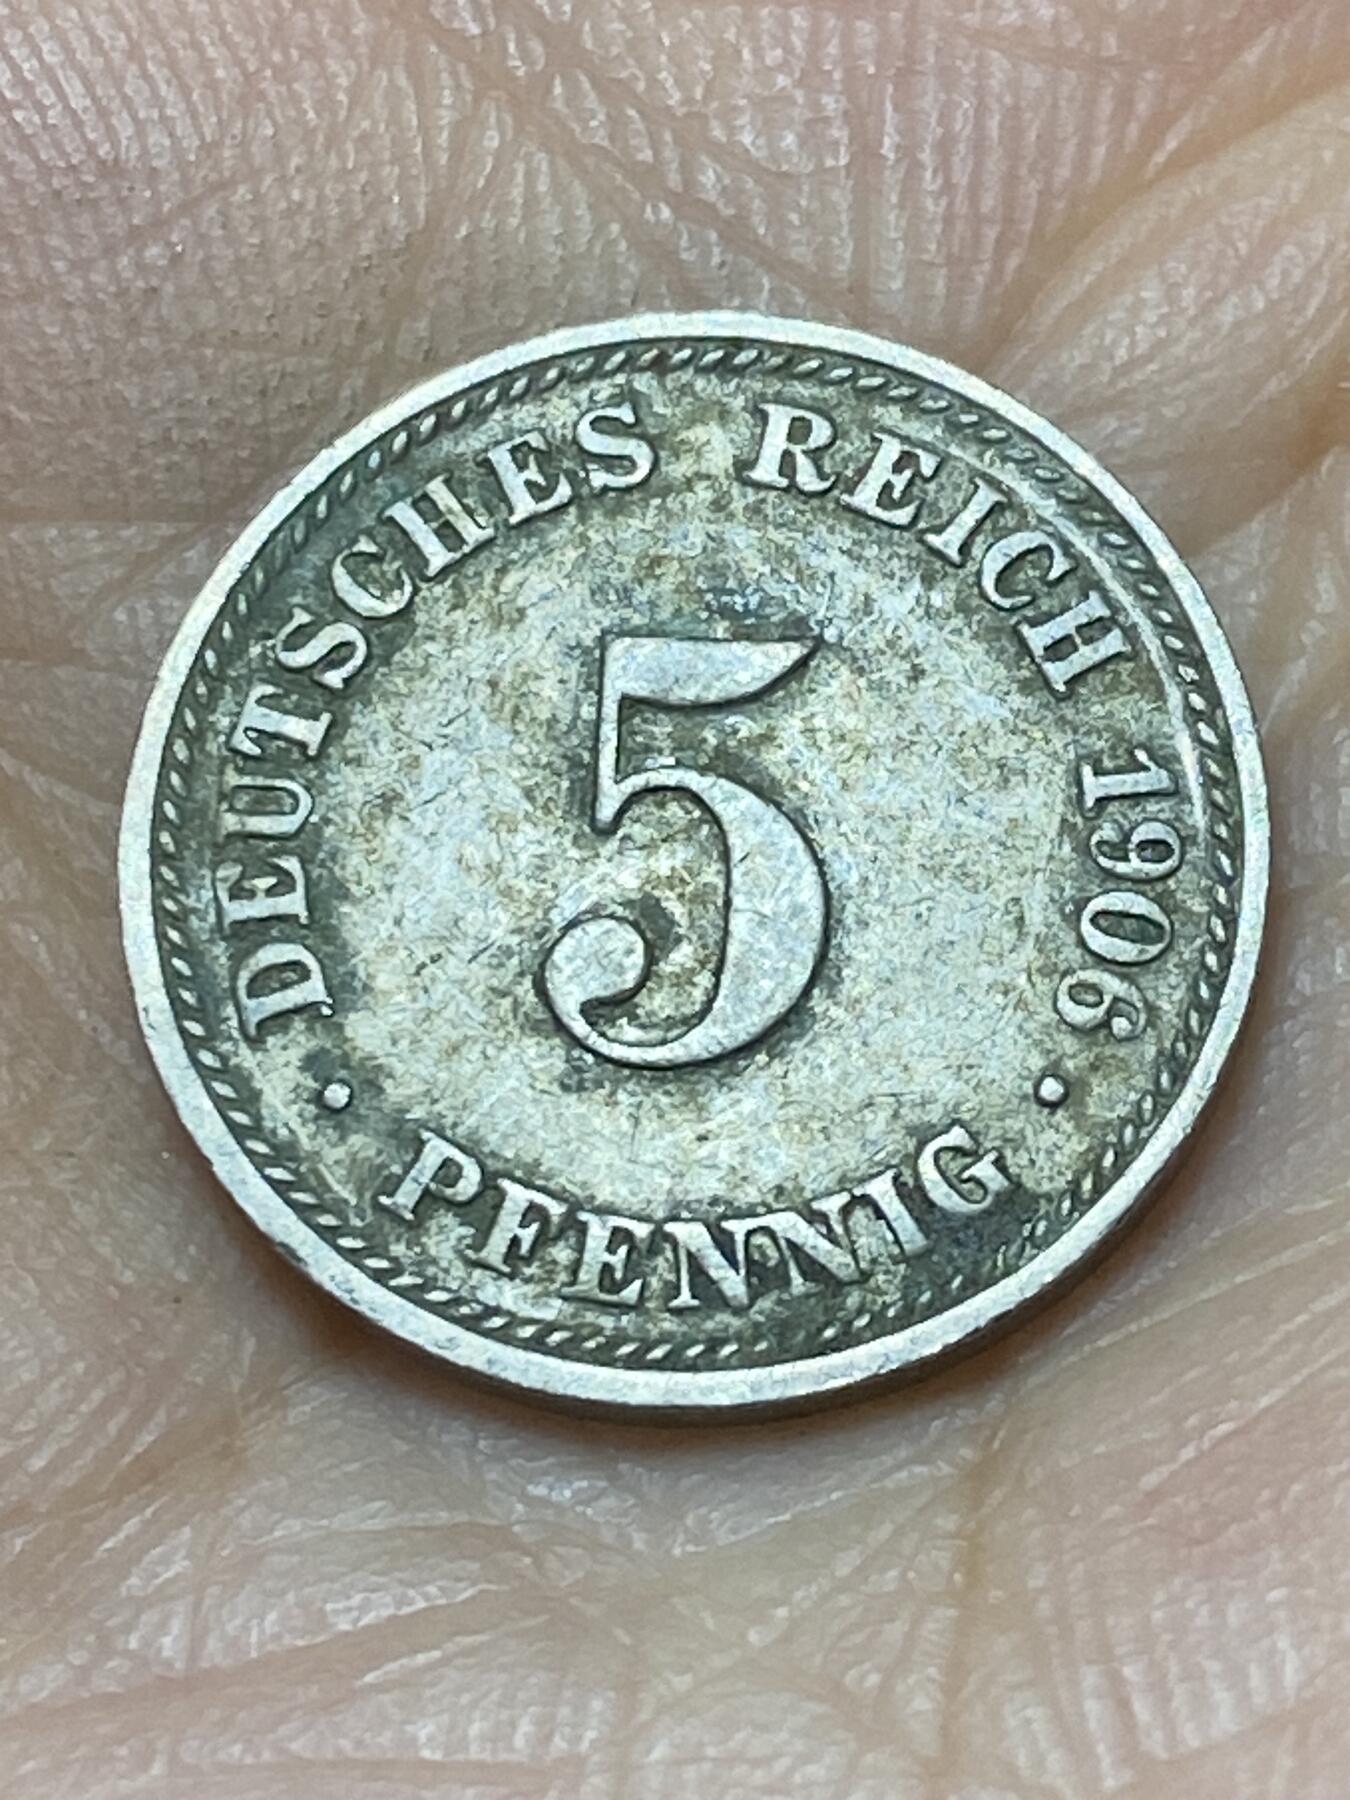 DEUTSCHES REICH 1906
5
• PFENNIG •